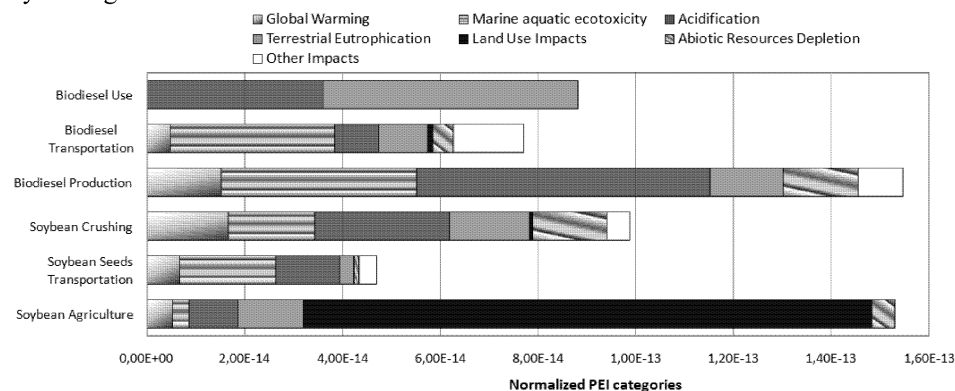 Global Warming Marine aquatic ecotoxicity Acidification
Terrestrial Eutrophication Land Use Impacts Abiotic Resources Depletion
Other Impacts
Biodiesel Use
Biodiesel
Transportation
Biodiesel Production
Soybean Crushing
Soybean Seeds
Transportation
Soybean Agriculture
0,00E+00 2,00E-14 4,00E-14 6,00E-14 8,00E-14 1,00E-13 1,20E-13 1,40E-13 1,60E-13
Normalized PEI categories